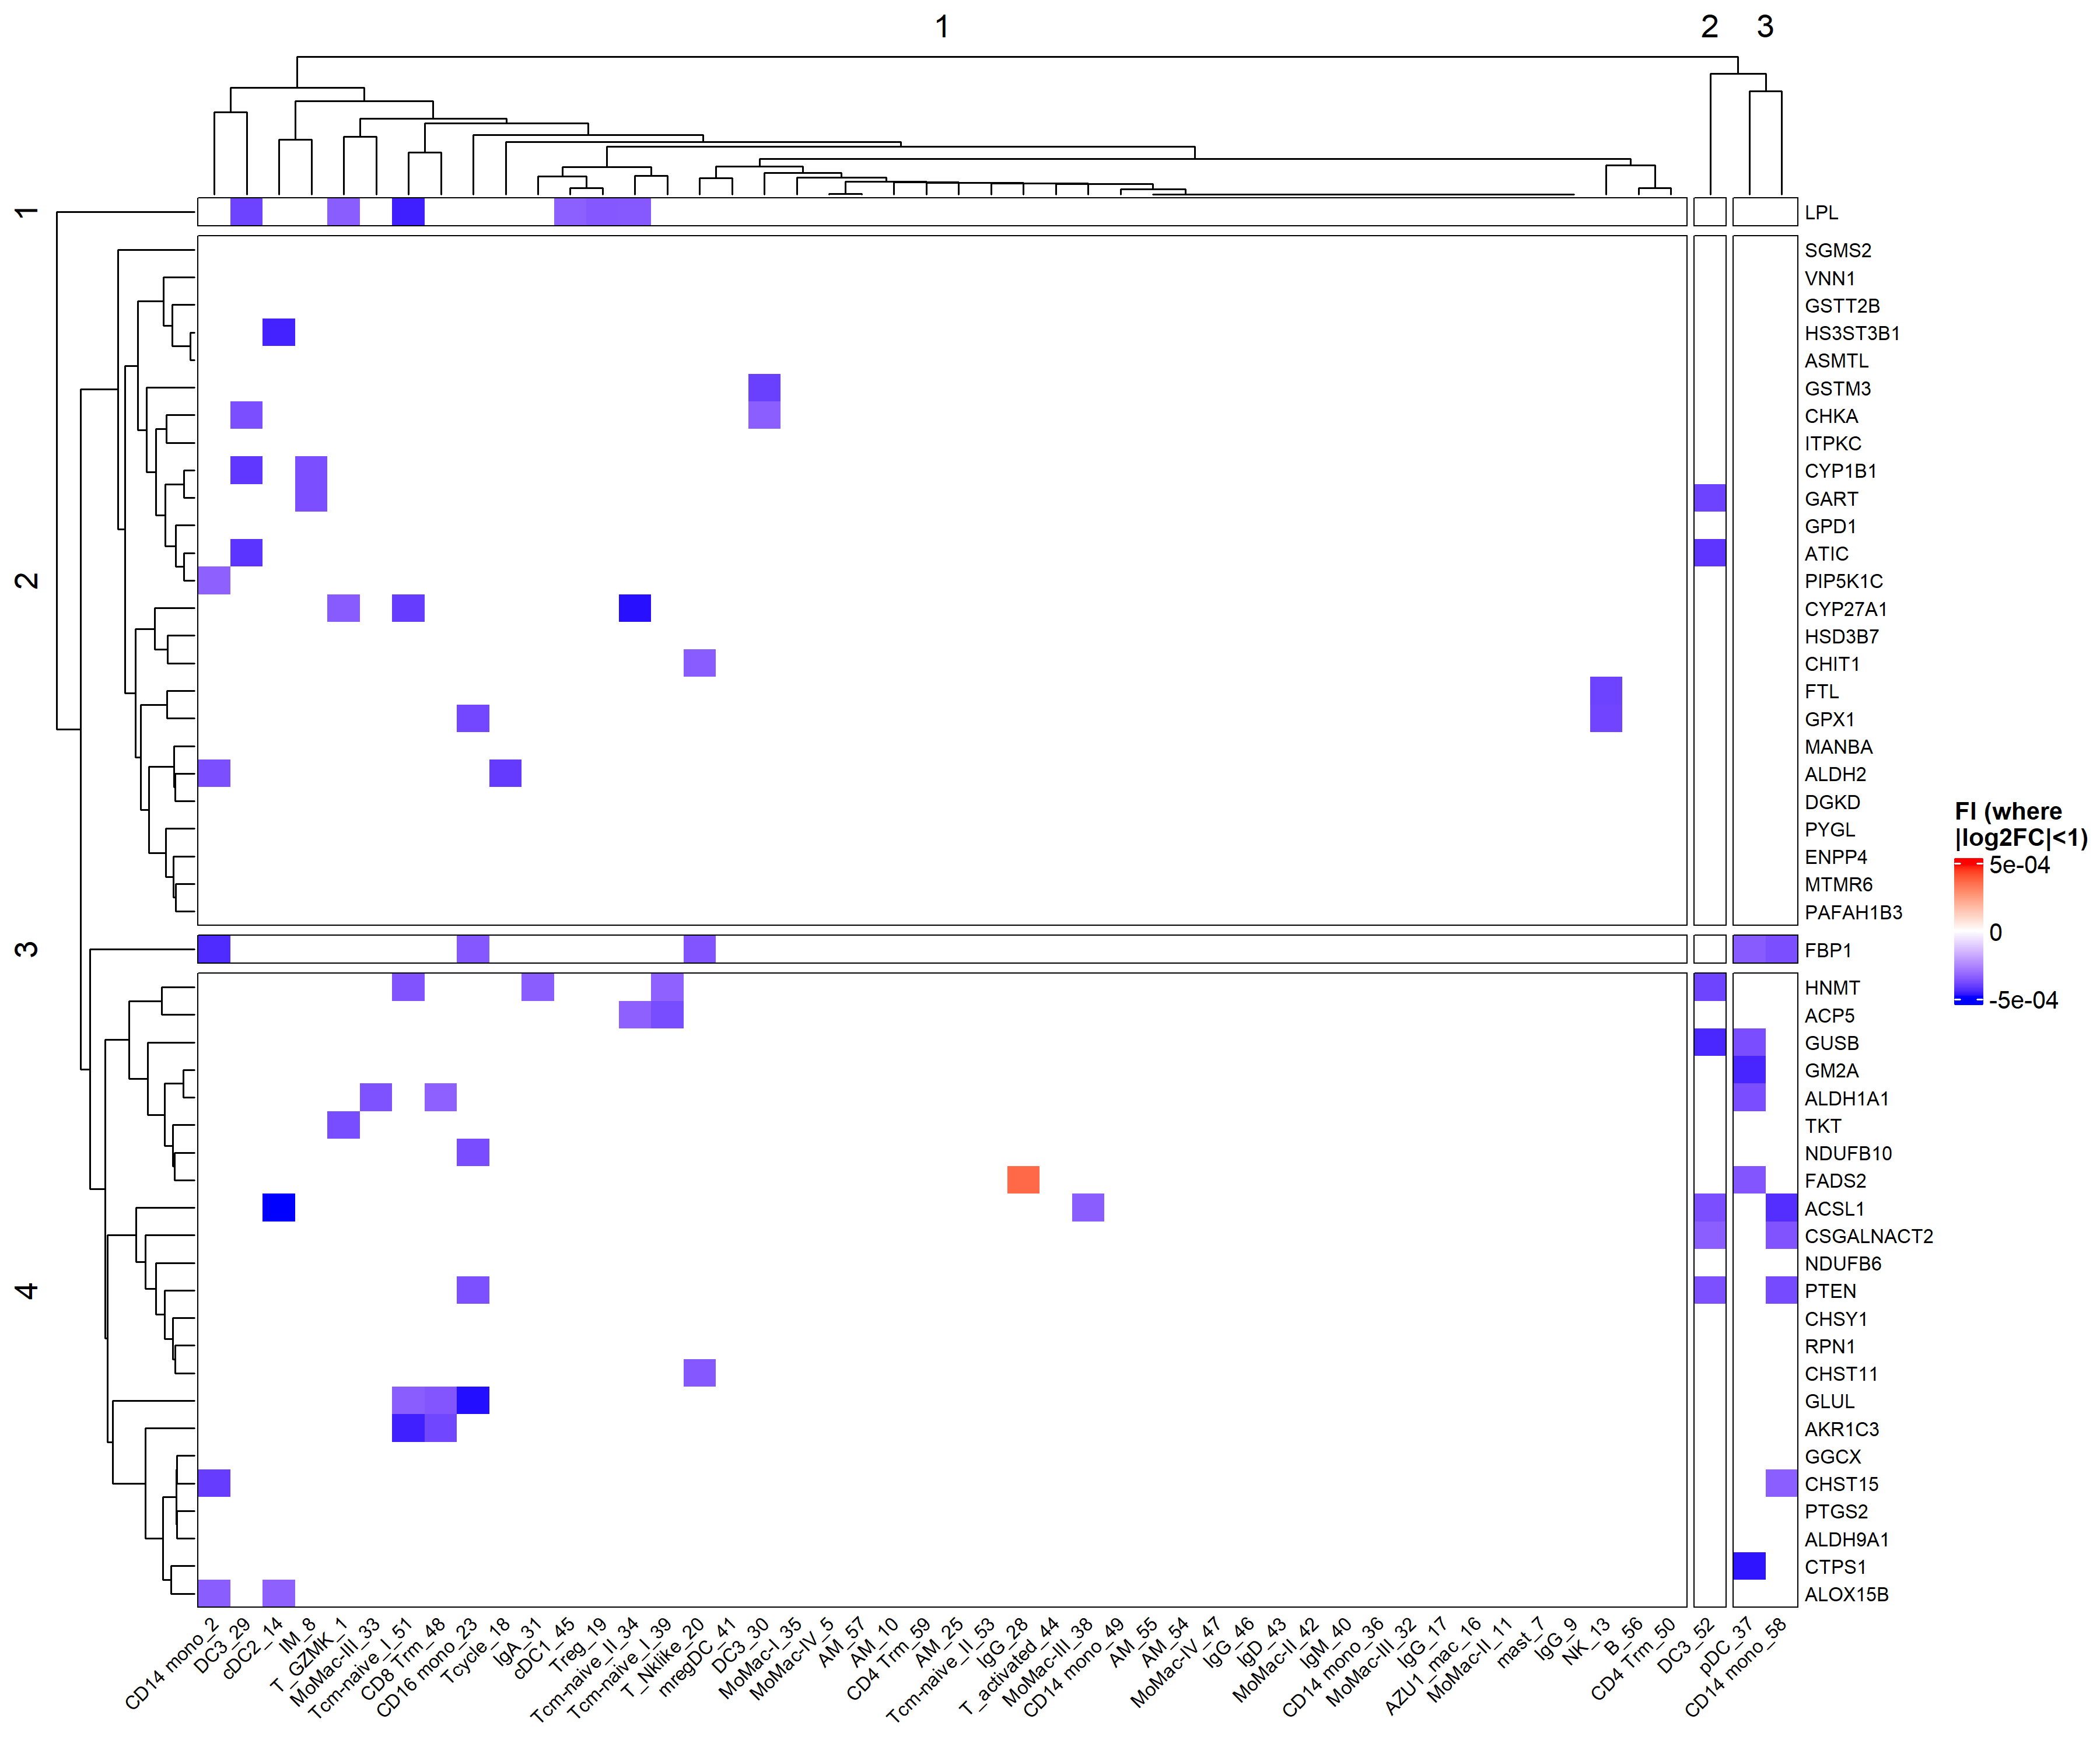 1 2 3
1
LPL
SGMS2
VNN1
GSTT2B
HS3ST3B1
ASMTL
GSTM3
CHKA
ITPKC
CYP1B1
GART
GPD1
ATIC
2
PIP5K1C
CYP27A1
HSD3B7
CHIT1
FTL
GPX1
MANBA
ALDH2
DGKD
PYGL
ENPP4
MTMR6
PAFAH1B3
FI (where
|log2FC|<1)
5e-04
0
-5e-04
3
FBP1
HNMT
ACP5
GUSB
GM2A
ALDH1A1
TKT
NDUFB10
FADS2
ACSL1
CSGALNACT2
NDUFB6
4
PTEN
CHSY1
RPN1
CHST11
GLUL
AKR1C3
GGCX
CHST15
PTGS2
ALDH9A1
CTPS1
ALOX15B
CD14 mono_2
DC3_29
cDC2_14
IM_8
T_GZMK_1
MoMac-III_33
Tcm-naive_I_51
CD8 Trm_48
CD16 mono_23
Tcycle_18
IgA_31
cDC1_45
Treg_19
Tcm-naive_II_34
Tcm-naive_I_39
T_Nklike_20
mregDC_41
DC3_30
MoMac-I_35
MoMac-IV_5
AM_57
AM_10
CD4 Trm_59
AM_25
Tcm-naive_II_53
IgG_28
T_activated_44
MoMac-III_38
CD14 mono_49
AM_55
AM_54
MoMac-IV_47
IgG_46
IgD_43
MoMac-II_42
IgM_40
CD14 mono_36
MoMac-III_32
IgG_17
AZU1_mac_16
MoMac-II_11
mast_7
IgG_9
NK_13
B_56
CD4 Trm_50
DC3_52
pDC_37
CD14 mono_58